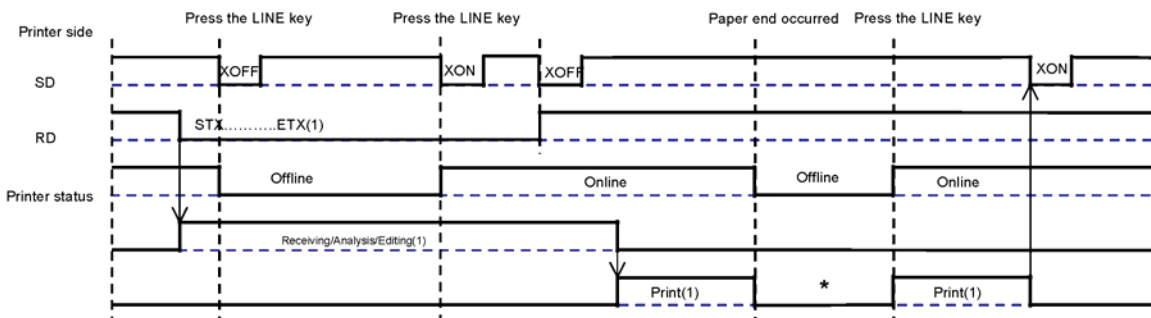 Press the LINE key Press the LINE key Paper end occurred Press the LINE key
Printer side
XOFF XON XOFF XON
SD
STX...........ETX(1)
RD
Offline Online Offline Online
Printer status
Receiving/Analysis/Editing(1)
Print(1) * Print(1)